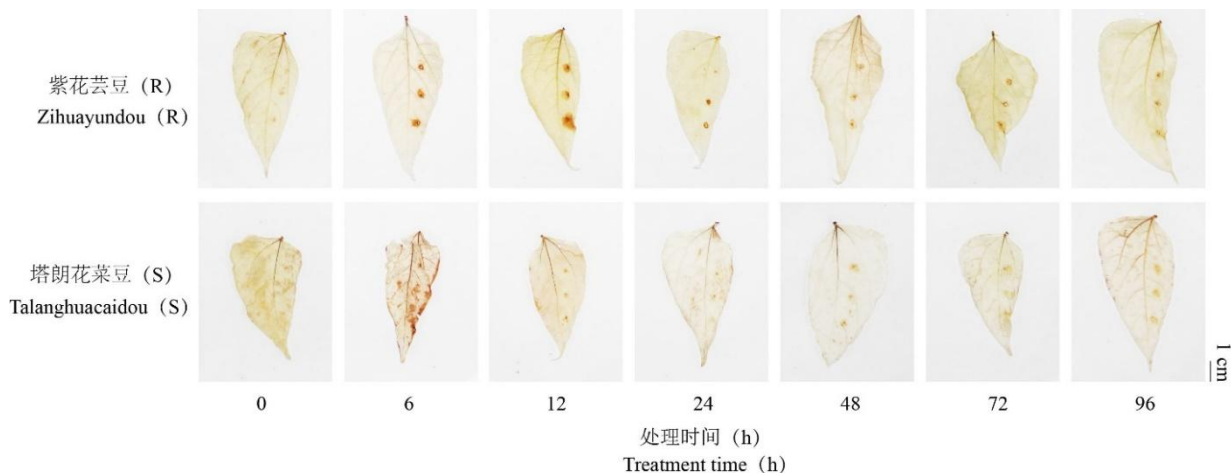 紫花芸豆（R）
Zihuayundou（R）
塔朗花菜豆（S）
Talanghuacaidou（S）
0 6 12 24 48 72 96
处理时间（h）
Treatment time（h）
1 cm